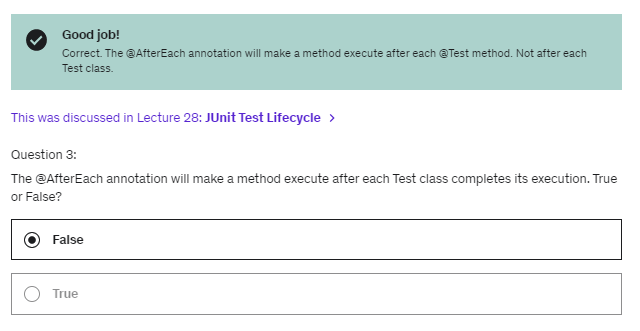 Good job!
Correct. The @AfterEach annotation will make a method execute after each @Test method. Not after each
Test class.
This was discussed in Lecture 28: JUnit Test Lifecycle >
Question 3:
The @AfterEach annotation will make a method execute after each Test class completes its execution. True
or False?
False
True